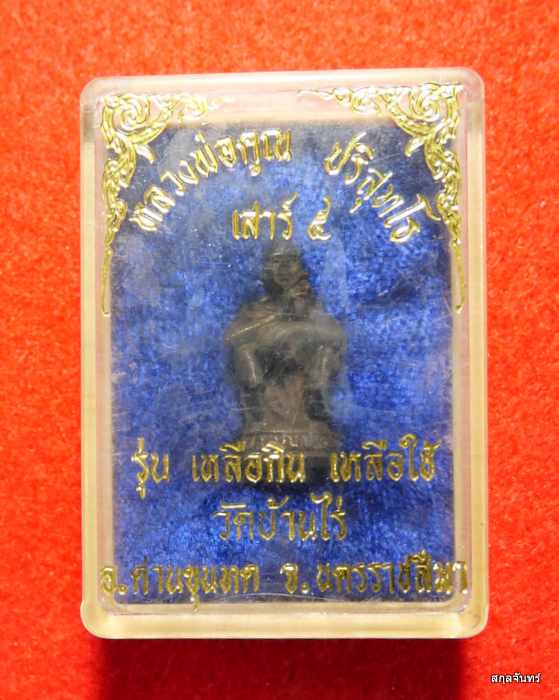 หลวงพ่อคูณ ปริสุทโธ
เสาร์ ๕
รุ่น เหลือกิน เหลือใช้
วัดบ้านไร่
อ.ด่านขุนทด จ.นครราชสีมา
สกุลจันทร์